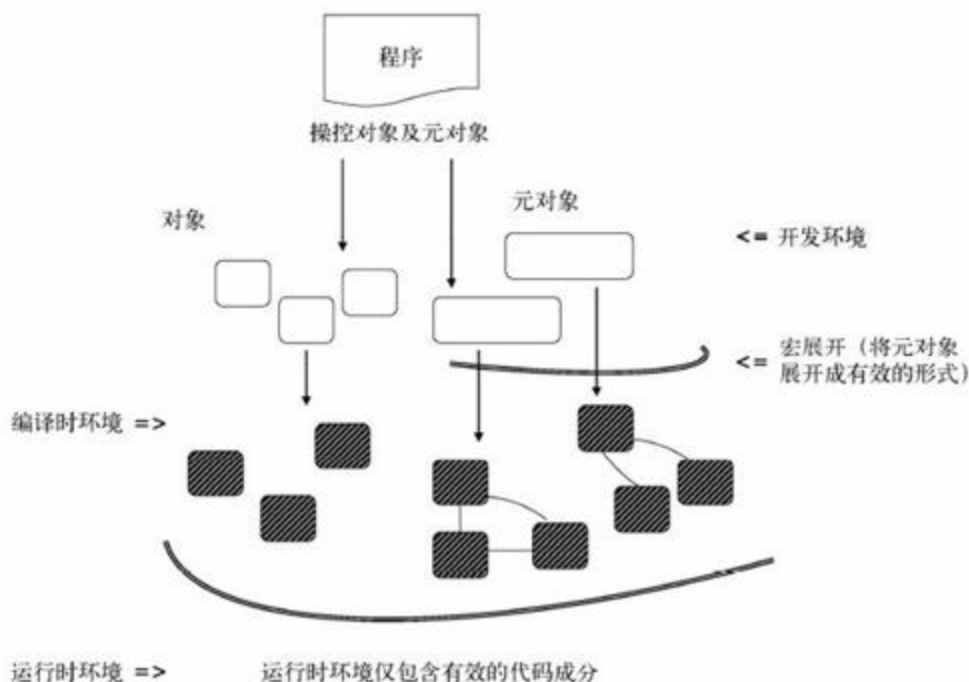 程序
操控对象及元对象
对象
元对象
<= 开发环境
<= 宏展开（将元对象
展开成有效的形式）
编译时环境 =>
运行时环境 =>
运行时环境仅包含有效的代码成分